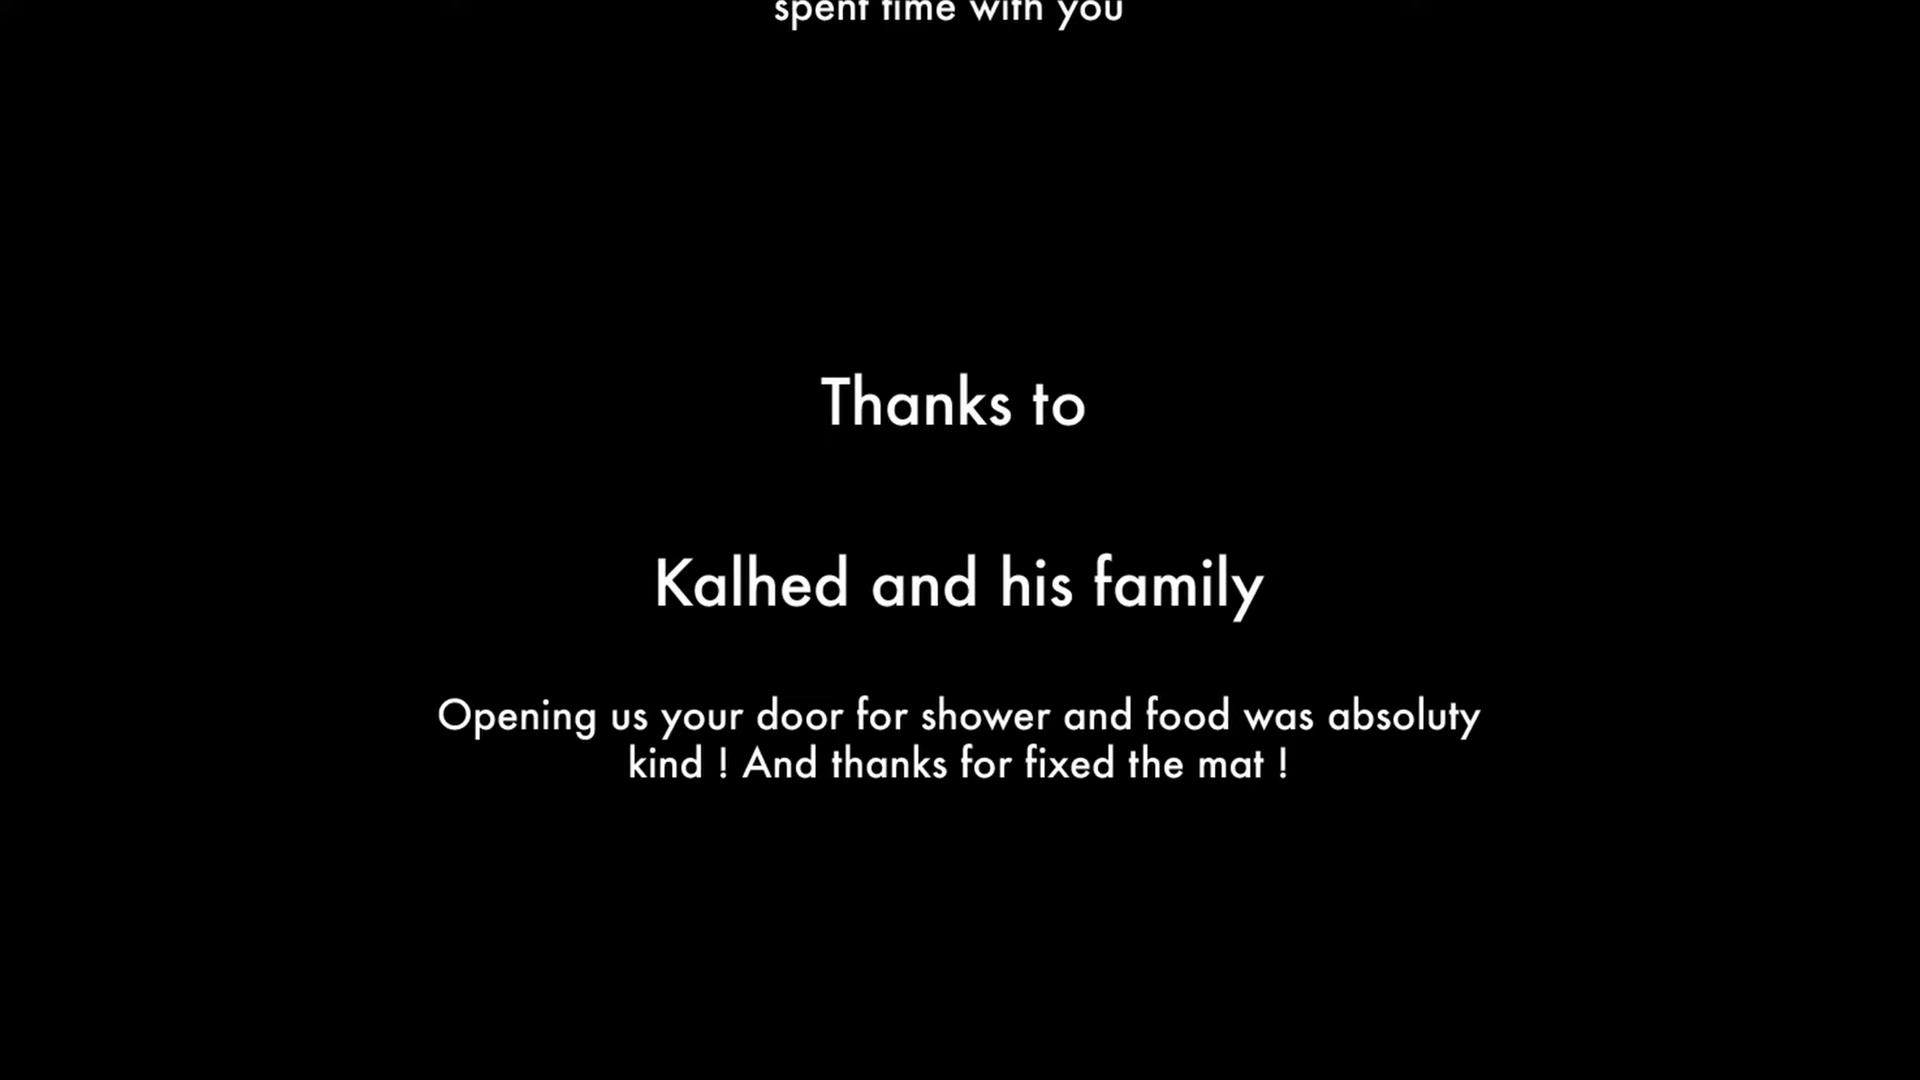 spent time with you
Thanks to
Kalhed and his family
Opening us your door for shower and food was absoluty
kind ! And thanks for fixed the mat !